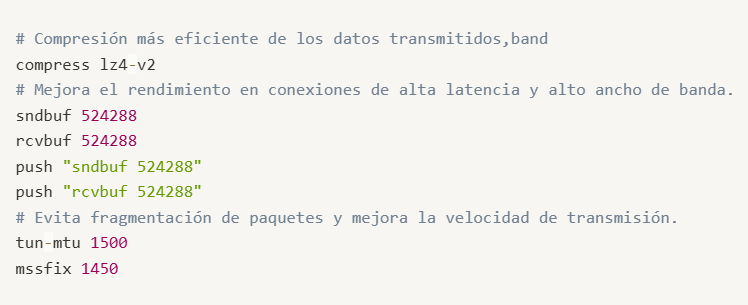 # Compresión más eficiente de los datos transmitidos,band
compress lz4-v2
# Mejora el rendimiento en conexiones de alta latencia y alto ancho de banda.
sndbuf 524288
rcvbuf 524288
push "sndbuf 524288"
push "rcvbuf 524288"
# Evita fragmentación de paquetes y mejora la velocidad de transmisión.
tun-mtu 1500
mssfix 1450